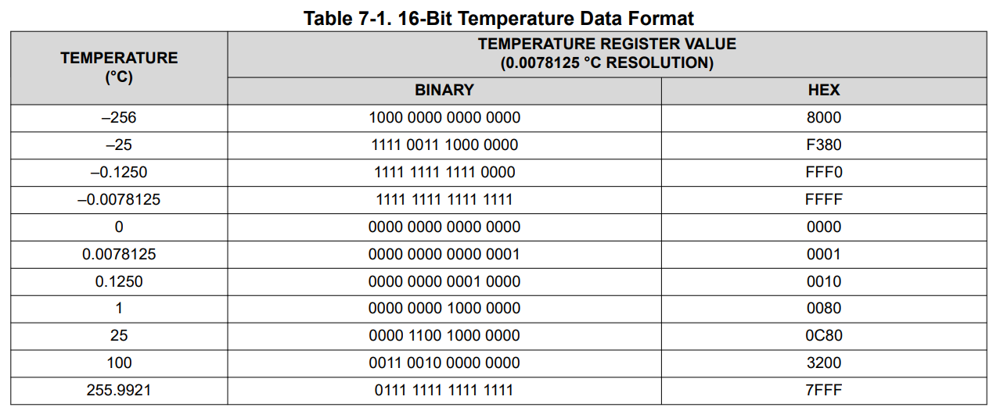 Table 7-1. 16-Bit Temperature Data Format
TEMPERATURE
(°C)
TEMPERATURE REGISTER VALUE
(0.0078125 °C RESOLUTION)
BINARY HEX
–256 1000 0000 0000 0000 8000
–25 1111 0011 1000 0000 F380
–0.1250 1111 1111 1111 0000 FFF0
–0.0078125 1111 1111 1111 1111 FFFF
0 0000 0000 0000 0000 0000
0.0078125 0000 0000 0000 0001 0001
0.1250 0000 0000 0001 0000 0010
1 0000 0000 1000 0000 0080
25 0000 1100 1000 0000 0C80
100 0011 0010 0000 0000 3200
255.9921 0111 1111 1111 1111 7FFF